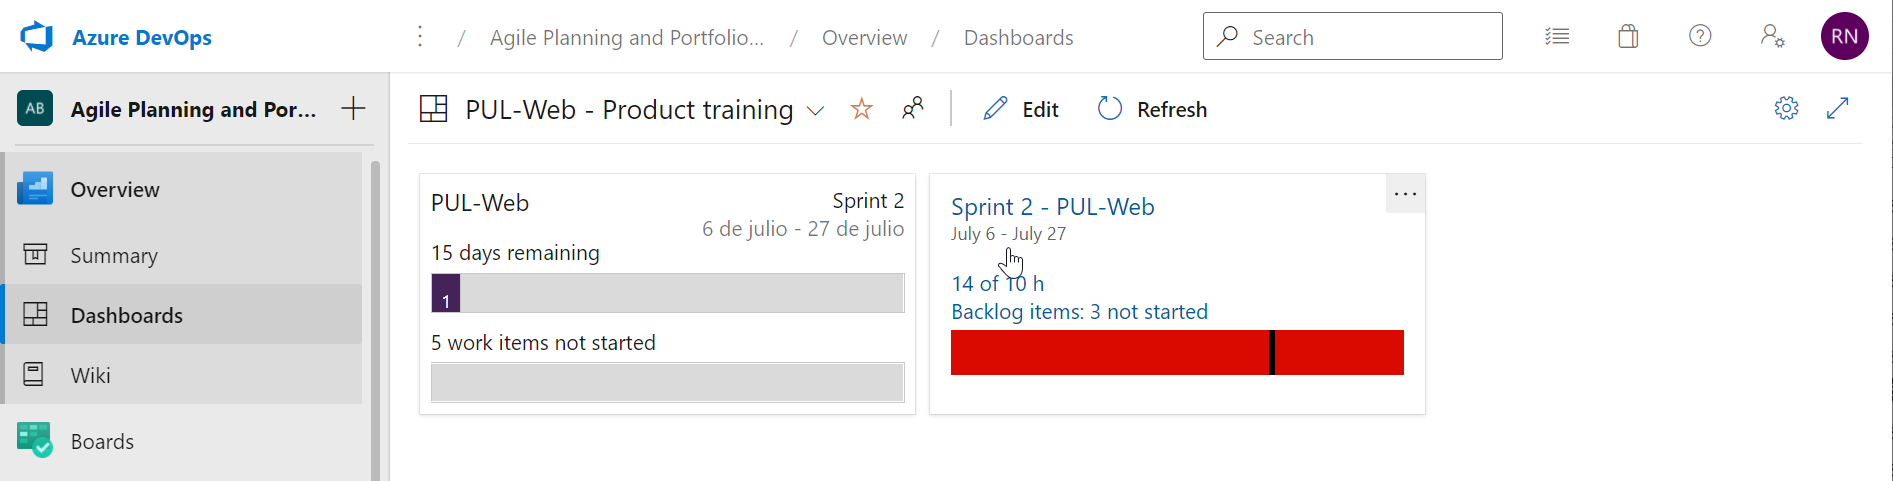 Azure DevOps
⋮ / Agile Planning and Portfolio... / Overview / Dashboards
Search
RN
AB
Agile Planning and Por...
PUL-Web - Product training
Edit
Refresh
Overview
Summary
Dashboards
Wiki
Boards
PUL-Web
Sprint 2
6 de julio - 27 de julio
15 days remaining
1
5 work items not started
Sprint 2 - PUL-Web
July 6 - July 27
14 of 10 h
Backlog items: 3 not started